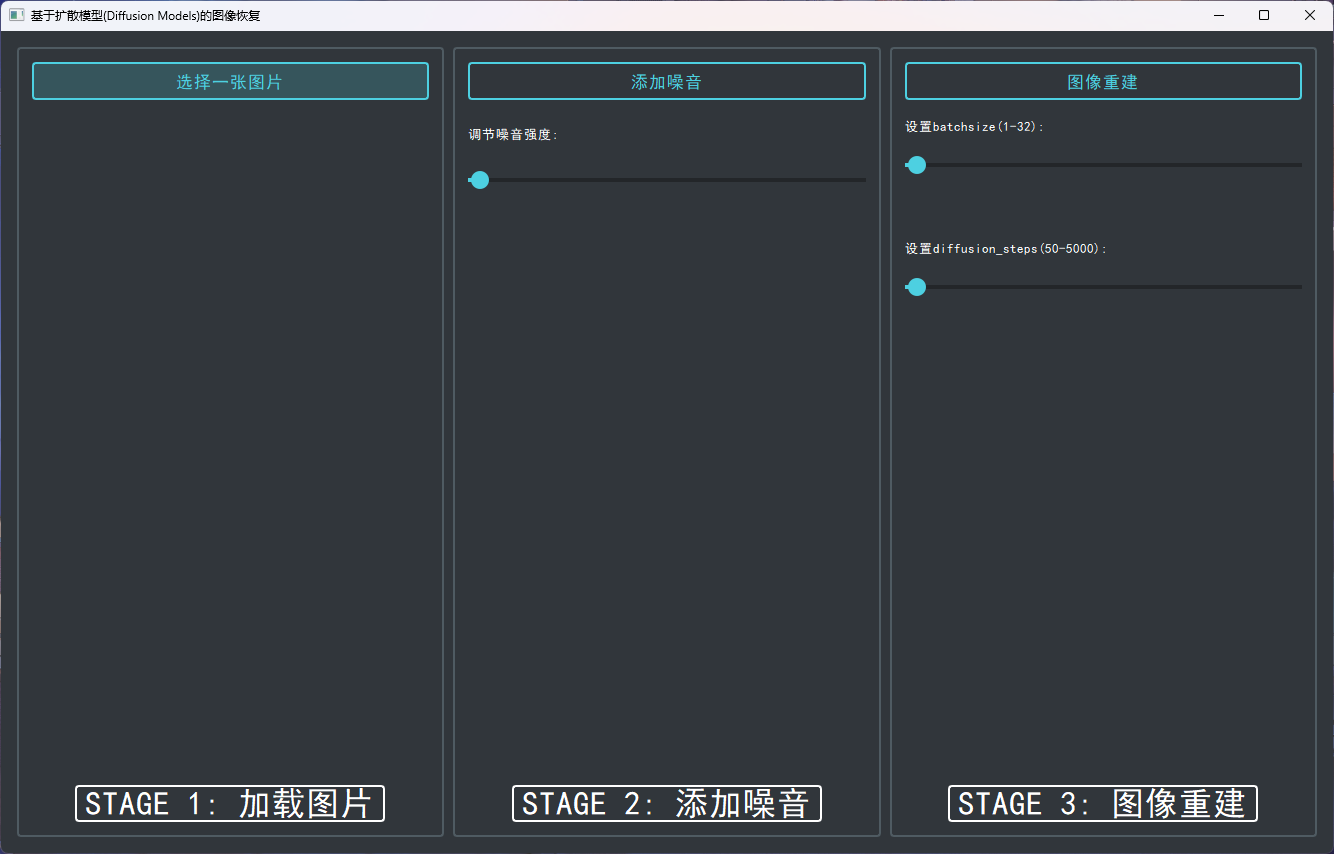 基于扩散模型(Diffusion Models)的图像恢复
选择一张图片
添加噪音
调节噪音强度:
图像重建
设置batchsize(1-32):
设置diffusion_steps(50-5000):
STAGE 1: 加载图片
STAGE 2: 添加噪音
STAGE 3: 图像重建